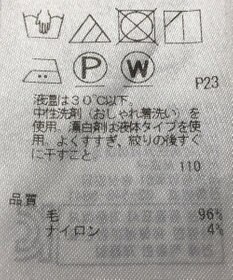 P
W
P23
液温は30℃以下。
中性洗剤(おしゃれ着洗い)を
使用。漂白剤は液体タイプを使
用。よくすすぎ、絞りの後すぐ
に干すこと。
110
品質
毛 96%
ナイロン 4%